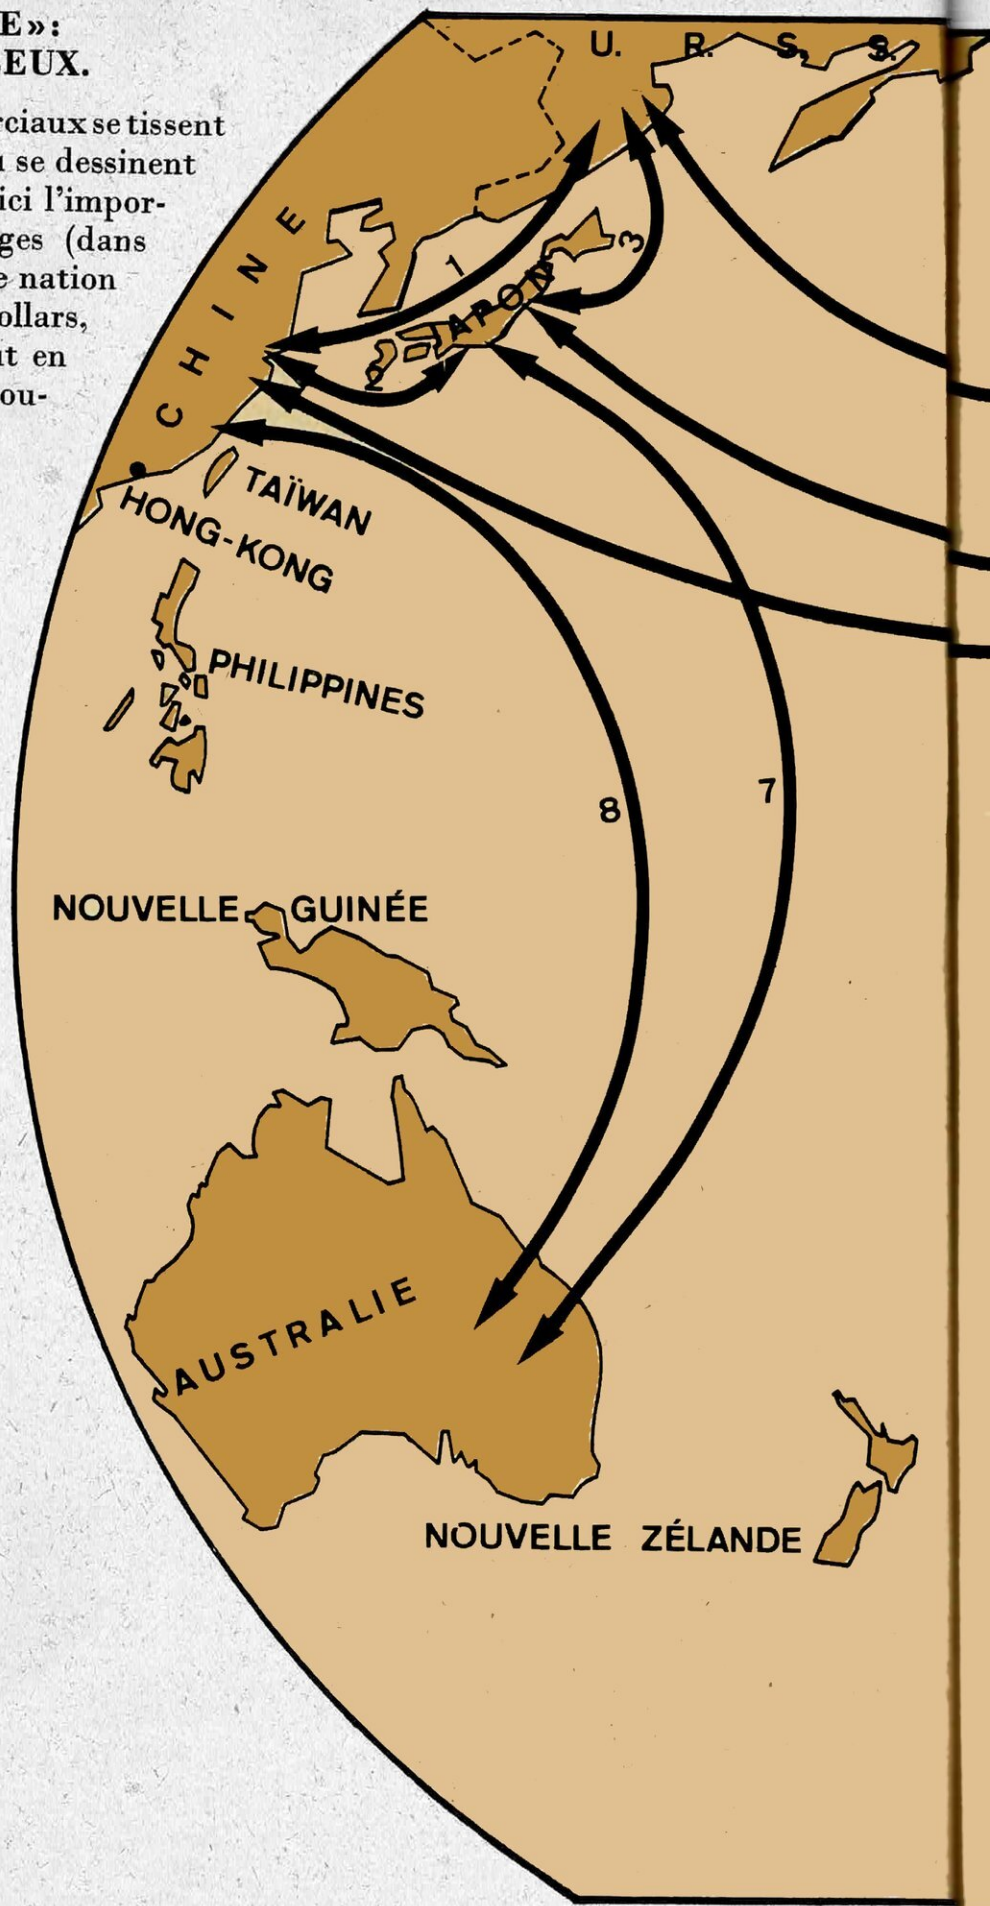 E»:
EUX.
rciaux se tissent
se dessinent
ici l'impor-
ges (dans
e nation
ollars,
t en
ou-
U. R. S. S.
CHINE
1
JAPON
3
2
TAÏWAN
HONG-KONG
PHILIPPINES
8
7
NOUVELLE GUINÉE
AUSTRALIE
NOUVELLE ZÉLANDE